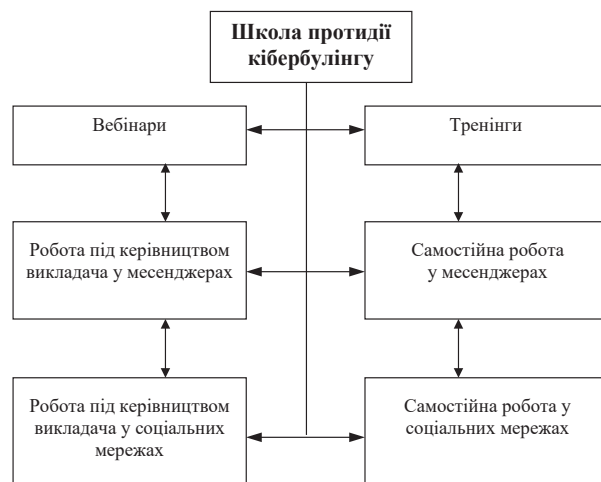 Школа протидії
кібербулінгу
Вебінари
Тренінги
Робота під керівництвом
викладача у месенджерах
Самостійна робота
у месенджерах
Робота під керівництвом
викладача у соціальних
мережах
Самостійна робота у
соціальних мережах